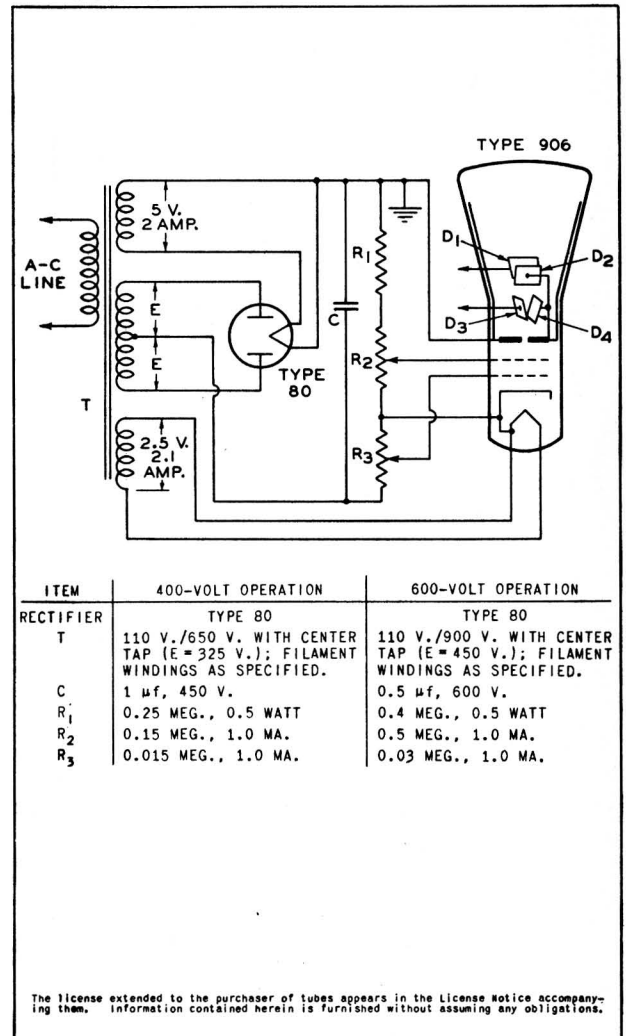 TYPE 906
5 V.
2 AMP.
A-C
LINE
E
E
T
2.5 V.
2.1
AMP.
TYPE
80
C
R1
R2
R3
D1
D2
D3
D4
ITEM 400-VOLT OPERATION 600-VOLT OPERATION
RECTIFIER TYPE 80 TYPE 80
T 110 V./650 V. WITH CENTER 110 V./900 V. WITH CENTER
TAP (E = 325 V.); FILAMENT TAP (E = 450 V.); FILAMENT
WINDINGS AS SPECIFIED. WINDINGS AS SPECIFIED.
C 1 µf, 450 V. 0.5 µf, 600 V.
R1 0.25 MEG., 0.5 WATT 0.4 MEG., 0.5 WATT
R2 0.15 MEG., 1.0 MA. 0.5 MEG., 1.0 MA.
R3 0.015 MEG., 1.0 MA. 0.03 MEG., 1.0 MA.
The license extended to the purchaser of tubes appears in the License Notice accompany-
ing them. Information contained herein is furnished without assuming any obligations.